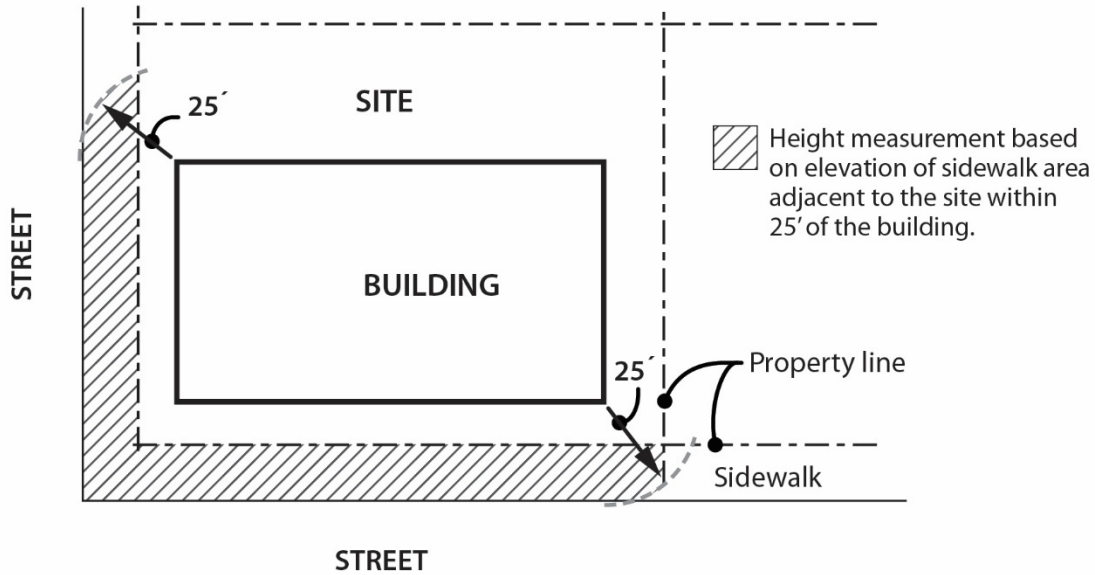 25´
SITE
Height measurement based
on elevation of sidewalk area
adjacent to the site within
25’ of the building.
STREET
BUILDING
25´
Property line
Sidewalk
STREET